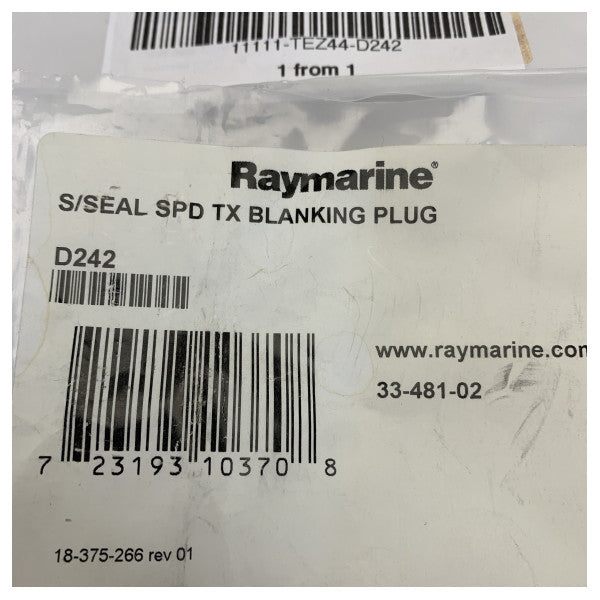 11111-TEZ44-D242
1 from 1
Raymarine®
S/SEAL SPD TX BLANKING PLUG
D242
www.raymarine.com
33-481-02
7 23193 10370 8
18-375-266 rev 01